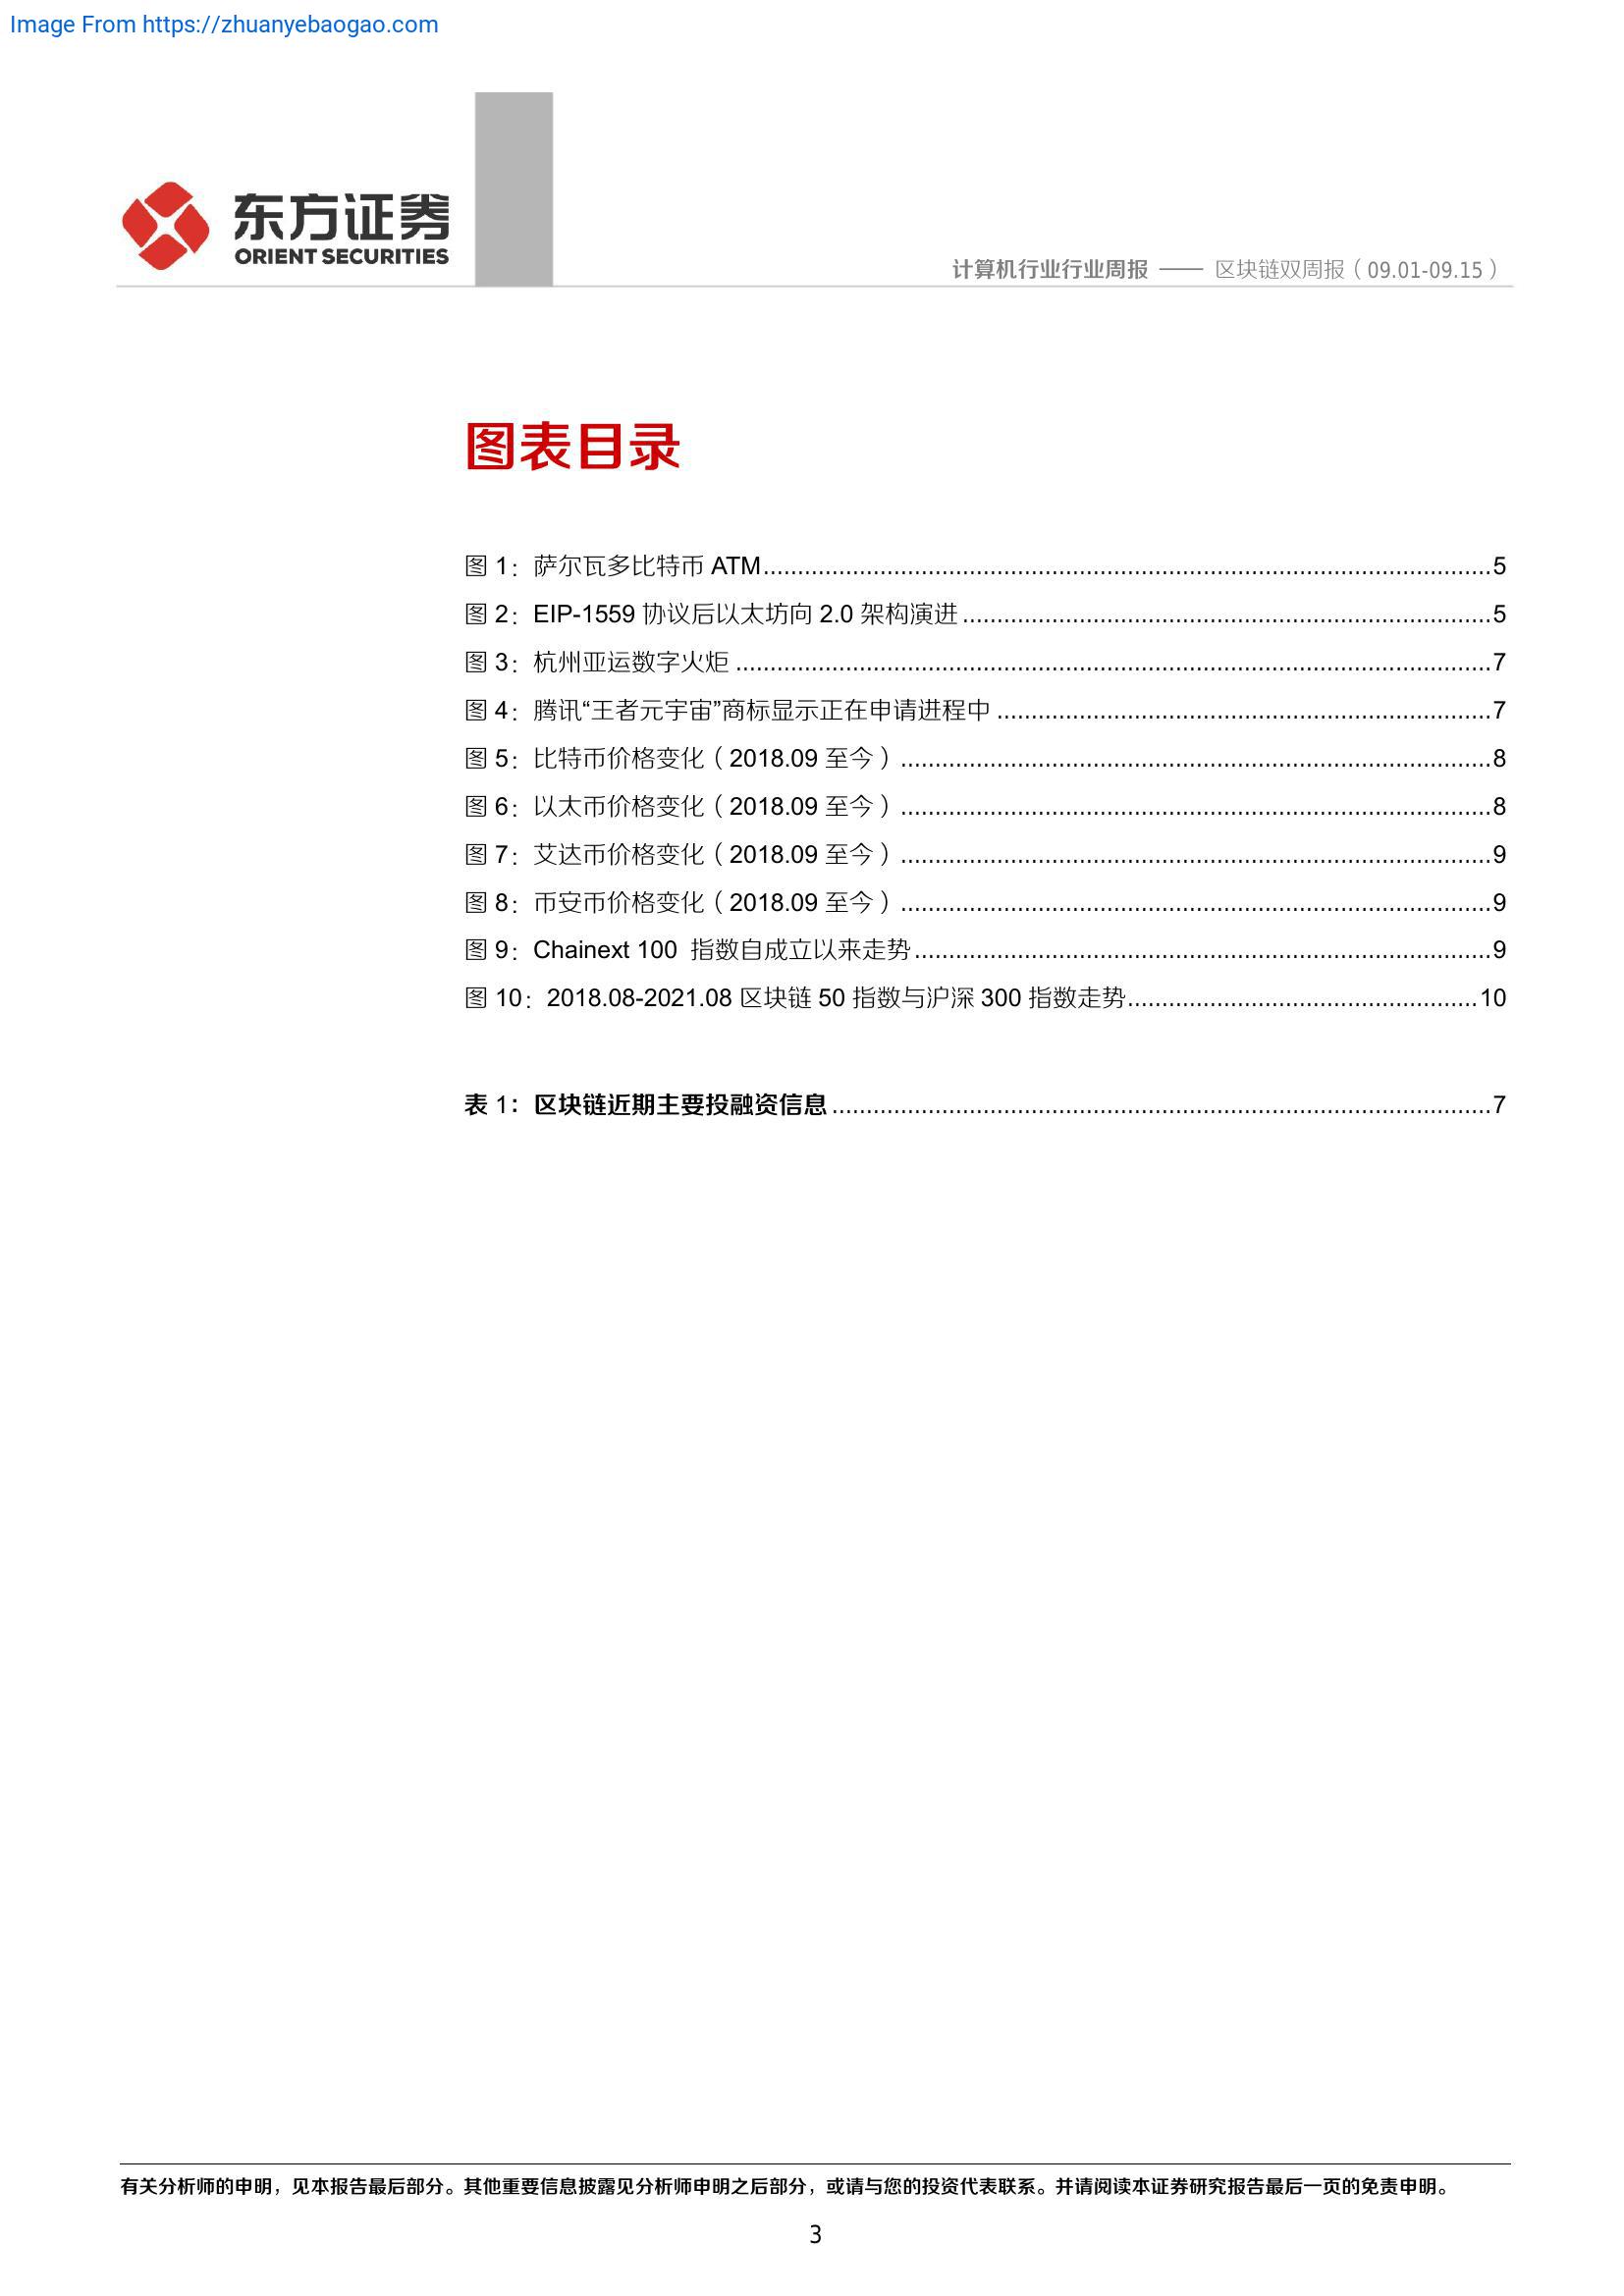 Image From https://zhuanyebaogao.com
东方证券
ORIENT SECURITIES
计算机行业行业周报 —— 区块链双周报（09.01-09.15）
图表目录
图 1：萨尔瓦多比特币 ATM....................5
图 2：EIP-1559 协议后以太坊向 2.0 架构演进....................5
图 3：杭州亚运数字火炬....................7
图 4：腾讯“王者元宇宙”商标显示正在申请进程中....................7
图 5：比特币价格变化（2018.09 至今）....................8
图 6：以太币价格变化（2018.09 至今）....................8
图 7：艾达币价格变化（2018.09 至今）....................9
图 8：币安币价格变化（2018.09 至今）....................9
图 9：Chainext 100 指数自成立以来走势....................9
图 10：2018.08-2021.08 区块链 50 指数与沪深 300 指数走势....................10
表 1：区块链近期主要投融资信息....................7
有关分析师的申明，见本报告最后部分。其他重要信息披露见分析师申明之后部分，或请与您的投资代表联系。并请阅读本证券研究报告最后一页的免责申明。
3